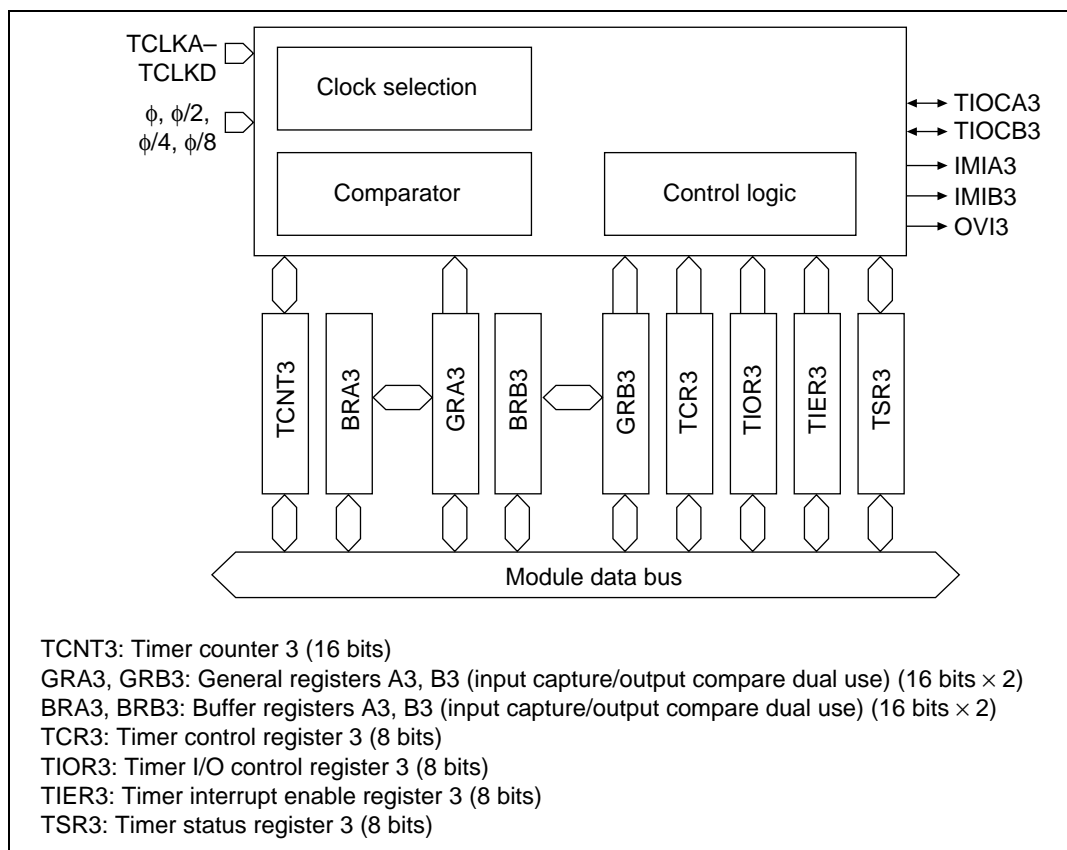 TCLKA–
TCLKD
ϕ, ϕ/2,
ϕ/4, ϕ/8
Clock selection
Comparator
Control logic
TIOCA3
TIOCB3
IMIA3
IMIB3
OVI3
TCNT3
BRA3
GRA3
BRB3
GRB3
TCR3
TIOR3
TIER3
TSR3
Module data bus
TCNT3: Timer counter 3 (16 bits)
GRA3, GRB3: General registers A3, B3 (input capture/output compare dual use) (16 bits × 2)
BRA3, BRB3: Buffer registers A3, B3 (input capture/output compare dual use) (16 bits × 2)
TCR3: Timer control register 3 (8 bits)
TIOR3: Timer I/O control register 3 (8 bits)
TIER3: Timer interrupt enable register 3 (8 bits)
TSR3: Timer status register 3 (8 bits)